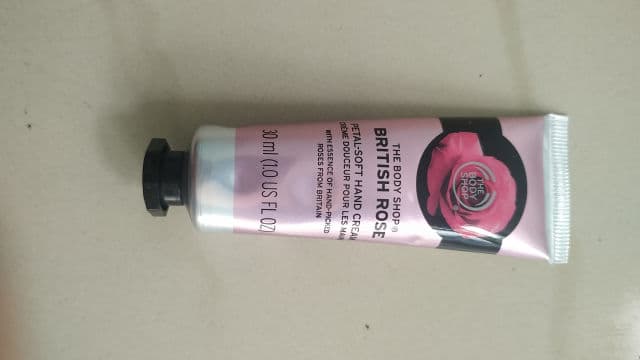 THE
BODY
SHOP
THE BODY SHOP®
BRITISH ROSE
PETAL-SOFT HAND CREAM
CRÈME DOUCEUR POUR LES MAINS
WITH ESSENCE OF HAND-PICKED
ROSES FROM BRITAIN
30 ml (1.0 US FL OZ)